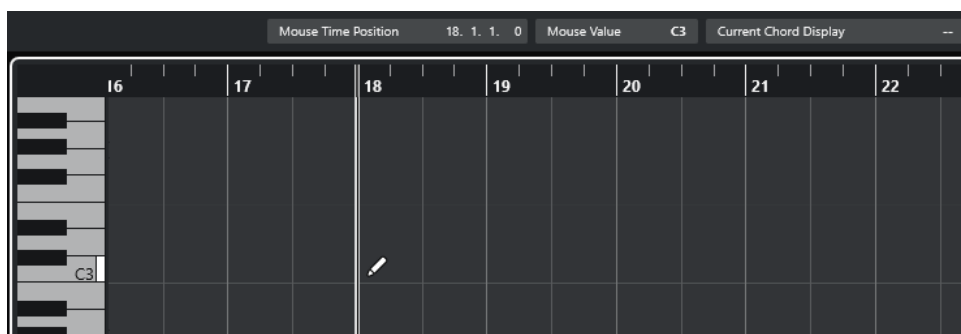 Mouse Time Position 18. 1. 1. 0 Mouse Value C3 Current Chord Display --
16 17 18 19 20 21 22
C3